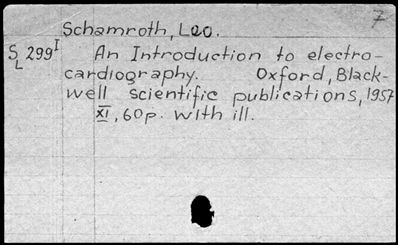 7
Schamroth, Leo.
S_L 299^I An Introduction to electro-
cardiography. Oxford, Black-
well scientific publications, 1957
XI, 60p. with ill.